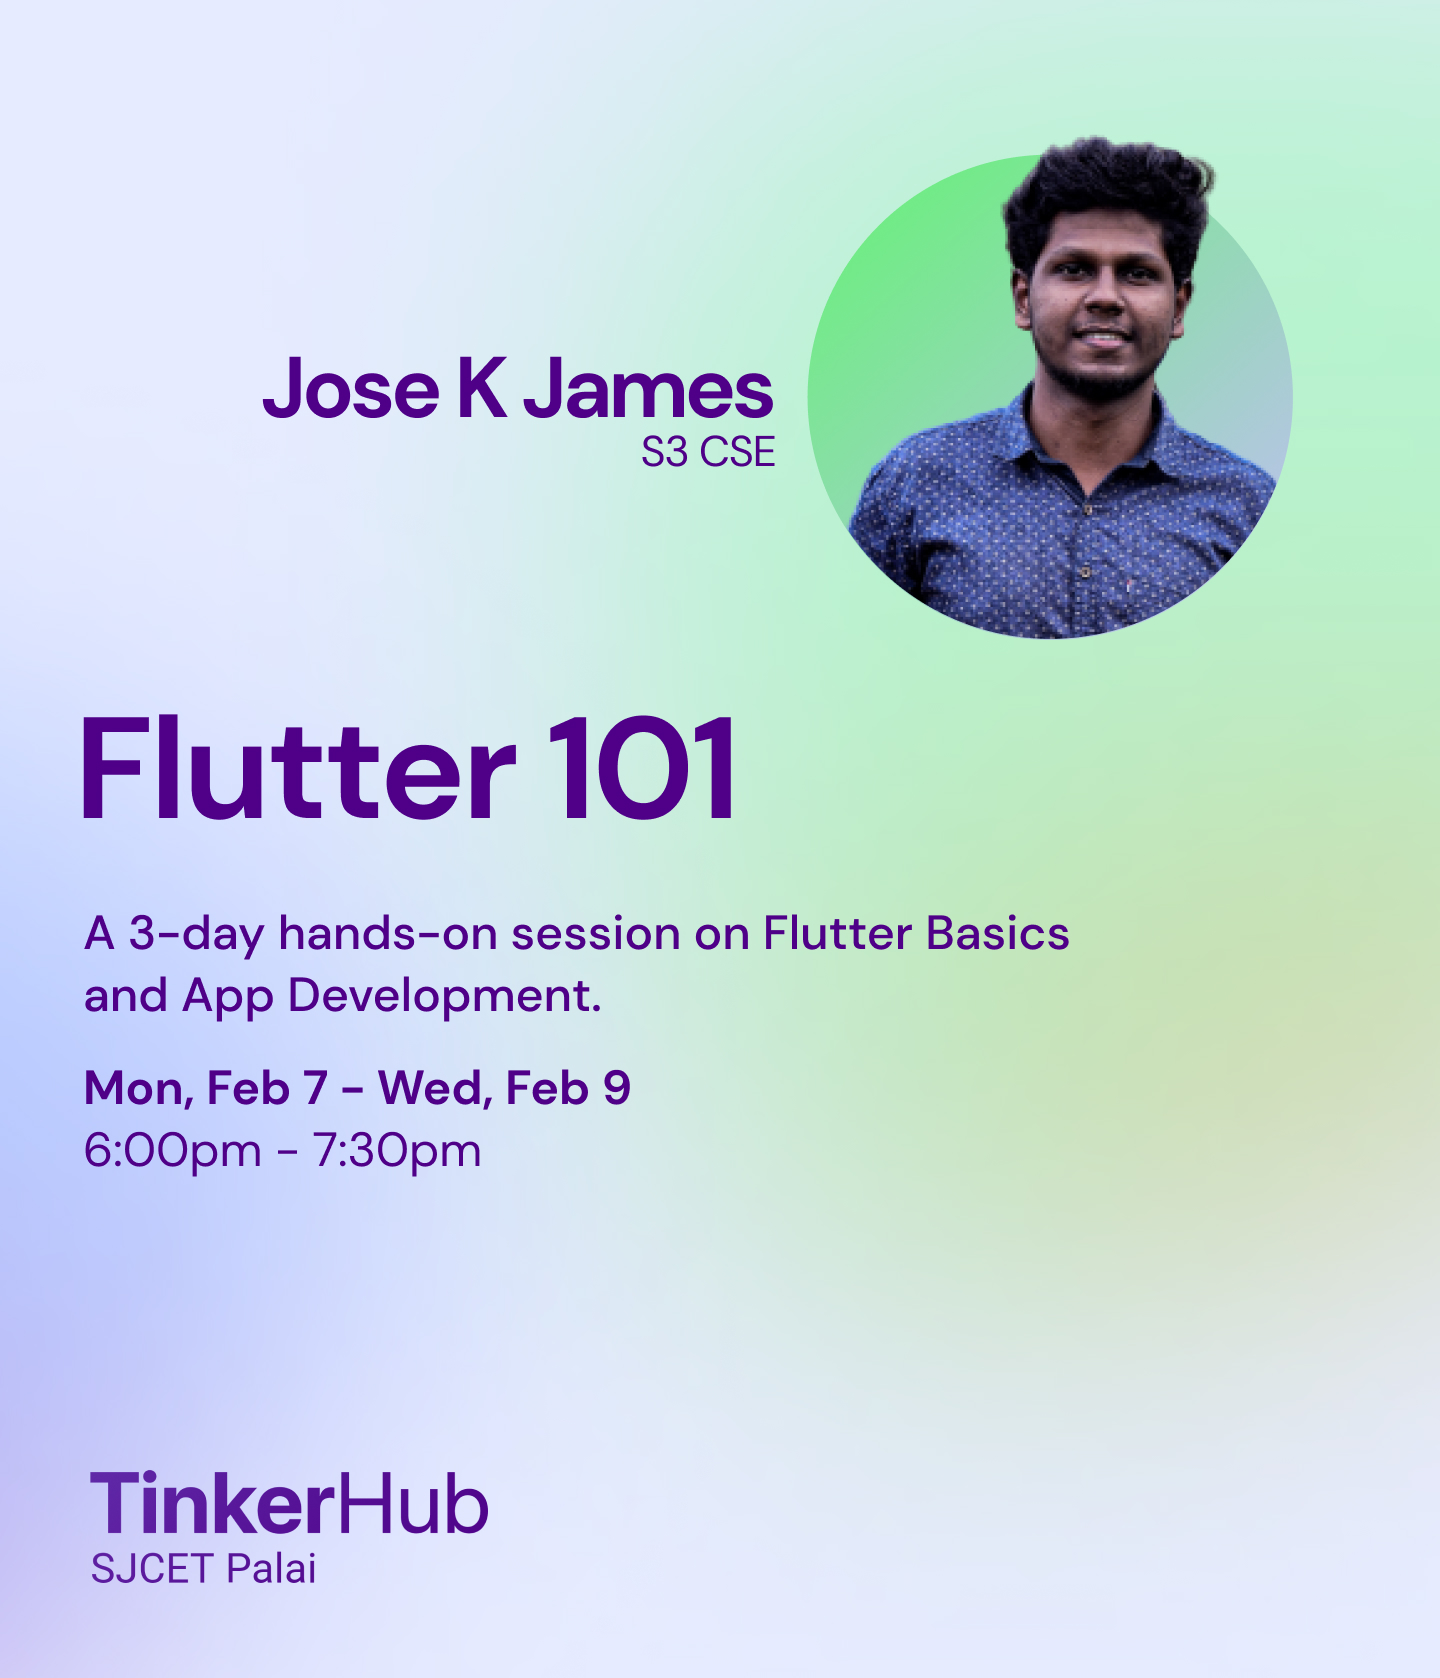 Jose K James
S3 CSE
Flutter 101
A 3-day hands-on session on Flutter Basics
and App Development.
Mon, Feb 7 - Wed, Feb 9
6:00pm - 7:30pm
TinkerHub
SJCET Palai